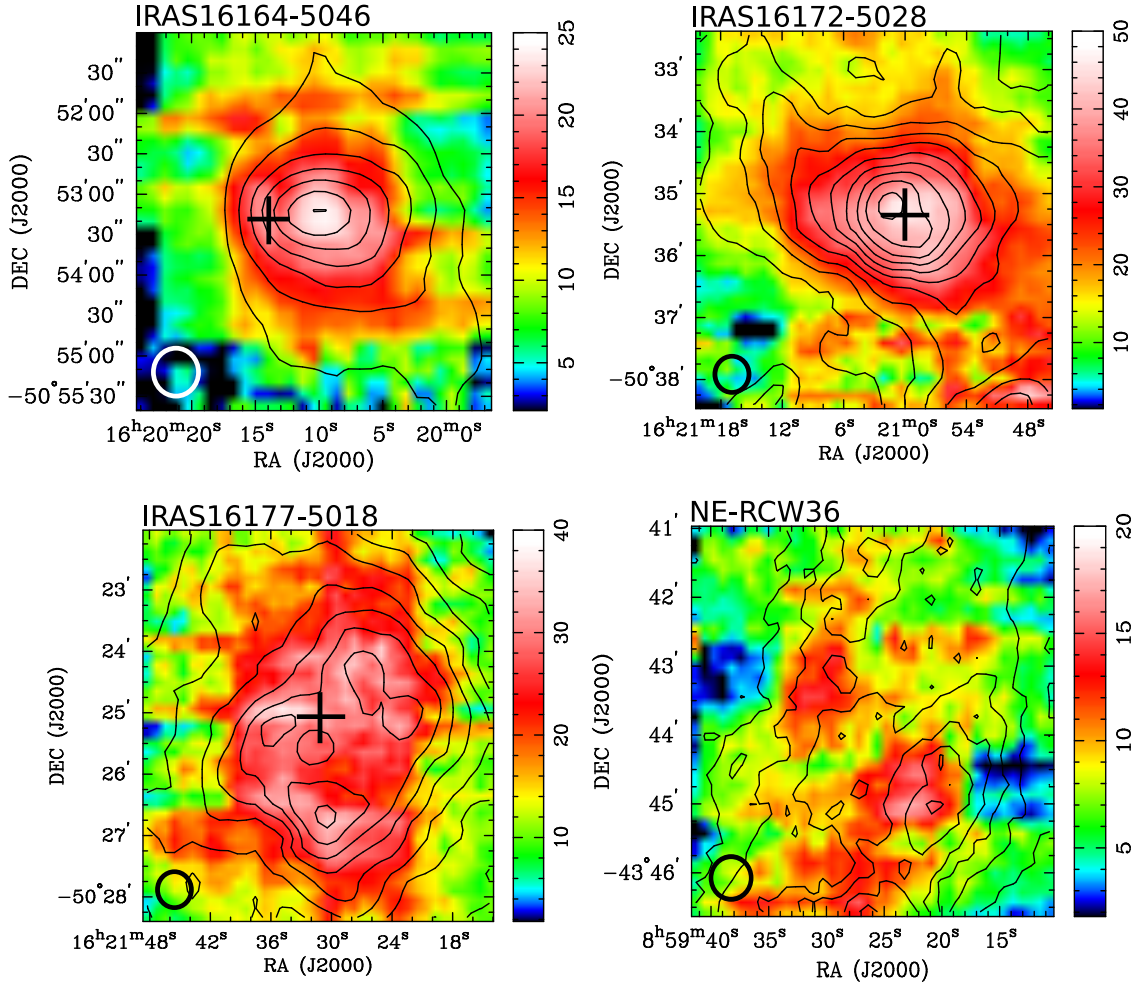 IRAS16164-5046
30″
52′00″
30″
53′00″
30″
54′00″
30″
55′00″
−50°55′30″
DEC (J2000)
16ʰ20ᵐ20ˢ 15ˢ 10ˢ 5ˢ 20ᵐ0ˢ
RA (J2000)
25
20
15
10
5
IRAS16172-5028
33′
34′
35′
36′
37′
−50°38′
DEC (J2000)
16ʰ21ᵐ18ˢ 12ˢ 6ˢ 21ᵐ0ˢ 54ˢ 48ˢ
RA (J2000)
50
40
30
20
10
IRAS16177-5018
23′
24′
25′
26′
27′
−50°28′
DEC (J2000)
16ʰ21ᵐ48ˢ 42ˢ 36ˢ 30ˢ 24ˢ 18ˢ
RA (J2000)
40
30
20
10
NE-RCW36
41′
42′
43′
44′
45′
−43°46′
DEC (J2000)
8ʰ59ᵐ40ˢ 35ˢ 30ˢ 25ˢ 20ˢ 15ˢ
RA (J2000)
20
15
10
5